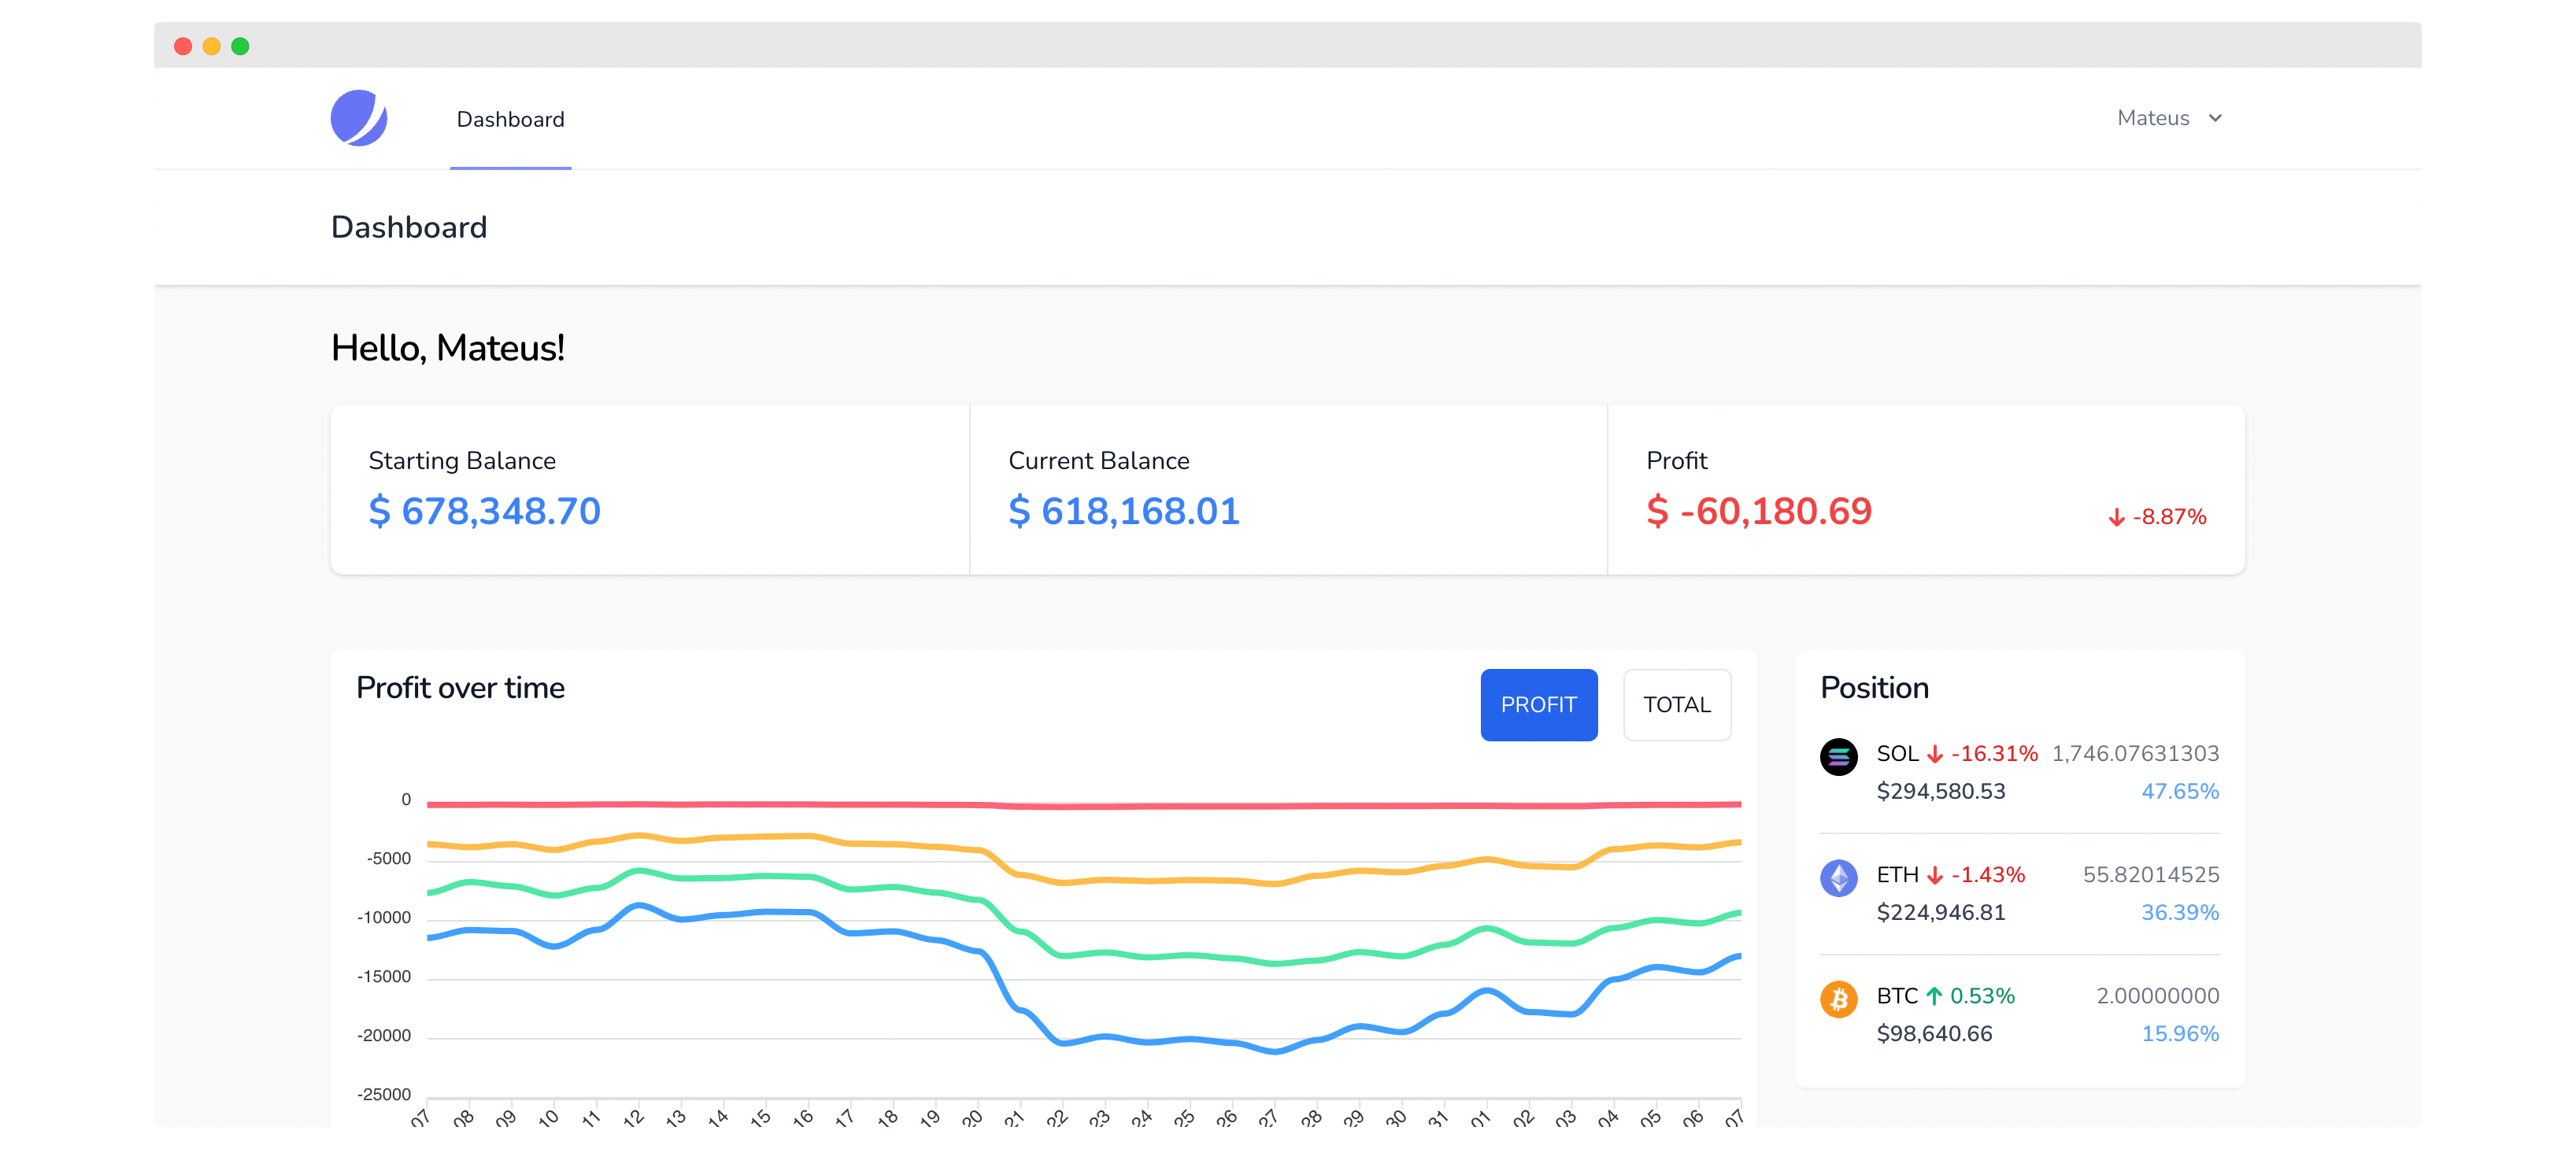 Dashboard
Mateus
Dashboard
Hello, Mateus!
Starting Balance
$ 678,348.70
Current Balance
$ 618,168.01
Profit
$ -60,180.69
-8.87%
Profit over time
PROFIT
TOTAL
0
-5000
-10000
-15000
-20000
-25000
07 08 09 10 11 12 13 14 15 16 17 18 19 20 21 22 23 24 25 26 27 28 29 30 31 01 02 03 04 05 06 07
Position
SOL -16.31% 1,746.07631303
$294,580.53 47.65%
ETH -1.43% 55.82014525
$224,946.81 36.39%
BTC 0.53% 2.00000000
$98,640.66 15.96%